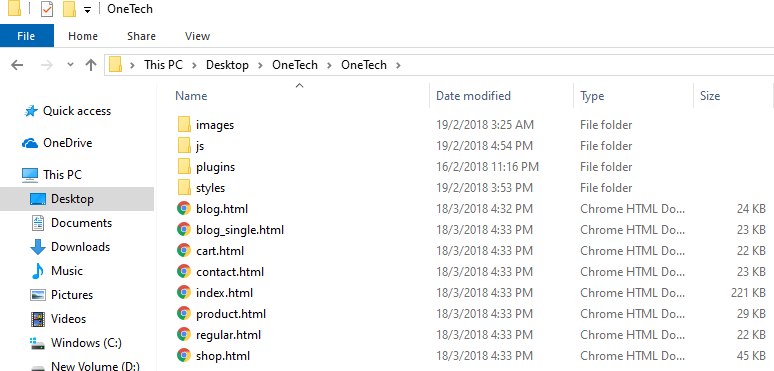 OneTech
File Home Share View
This PC Desktop OneTech OneTech
Name Date modified Type Size
Quick access
OneDrive
This PC
Desktop
Documents
Downloads
Music
Pictures
Videos
Windows (C:)
New Volume (D:)
images 19/2/2018 3:25 AM File folder
js 19/2/2018 4:54 PM File folder
plugins 16/2/2018 11:16 PM File folder
styles 19/2/2018 3:53 PM File folder
blog.html 18/3/2018 4:32 PM Chrome HTML Do... 24 KB
blog_single.html 18/3/2018 4:33 PM Chrome HTML Do... 23 KB
cart.html 18/3/2018 4:33 PM Chrome HTML Do... 22 KB
contact.html 18/3/2018 4:33 PM Chrome HTML Do... 23 KB
index.html 18/3/2018 4:33 PM Chrome HTML Do... 221 KB
product.html 18/3/2018 4:33 PM Chrome HTML Do... 29 KB
regular.html 18/3/2018 4:33 PM Chrome HTML Do... 22 KB
shop.html 18/3/2018 4:33 PM Chrome HTML Do... 45 KB